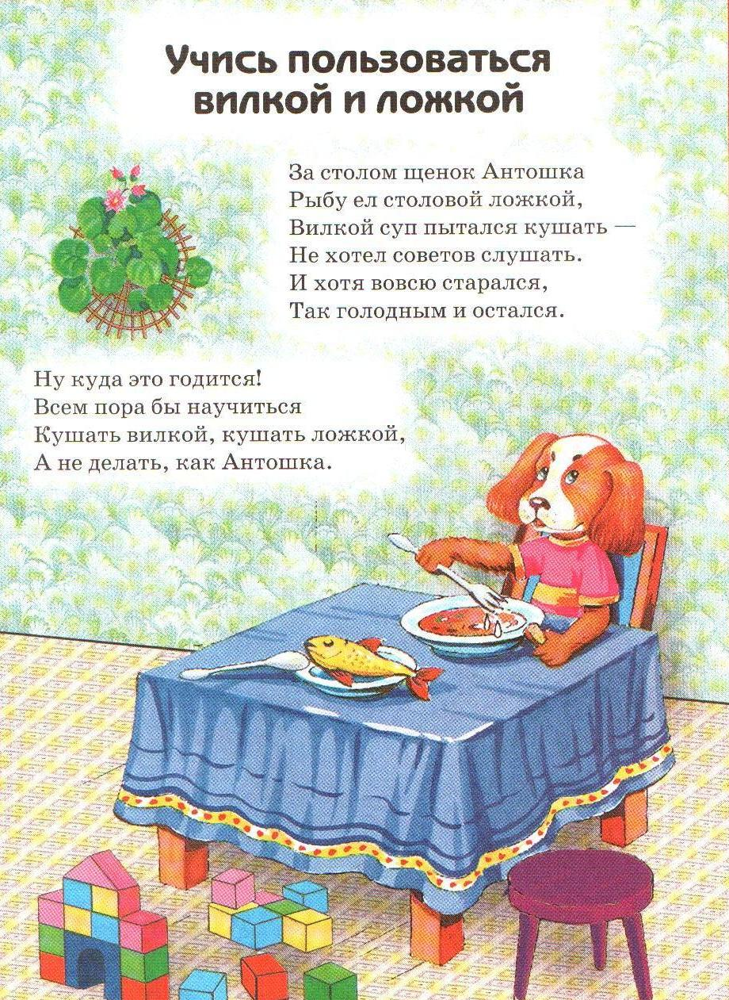 Учись пользоваться
вилкой и ложкой
За столом щенок Антошка
Рыбу ел столовой ложкой,
Вилкой суп пытался кушать —
Не хотел советов слушать.
И хотя вовсю старался,
Так голодным и остался.
Ну куда это годится!
Всем пора бы научиться
Кушать вилкой, кушать ложкой,
А не делать, как Антошка.